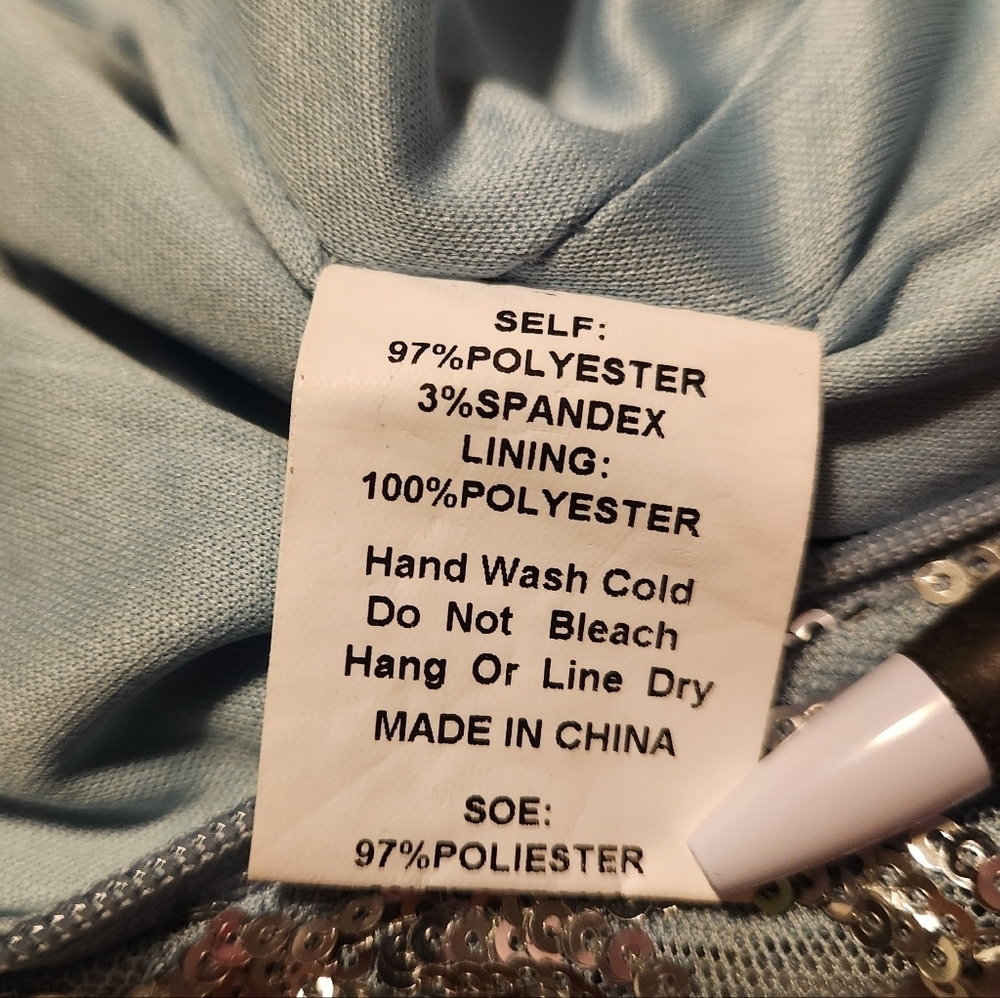 SELF:
97%POLYESTER
3%SPANDEX
LINING:
100%POLYESTER
Hand Wash Cold
Do Not Bleach
Hang Or Line Dry
MADE IN CHINA
SOE:
97%POLIESTER